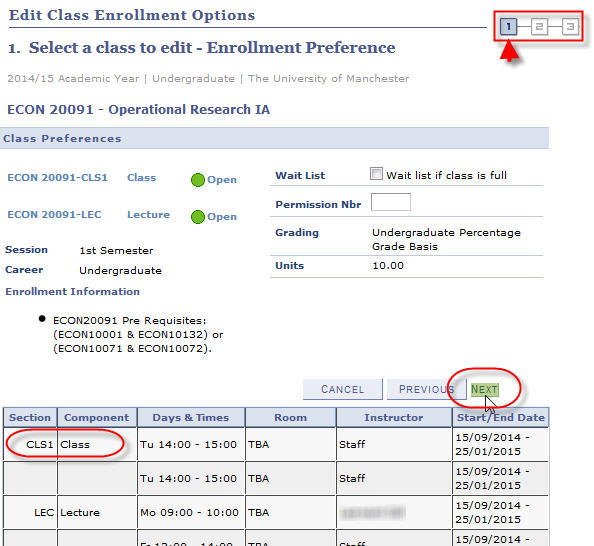 Edit Class Enrollment Options
1 2 3
1. Select a class to edit - Enrollment Preference
2014/15 Academic Year | Undergraduate | The University of Manchester
ECON 20091 - Operational Research IA
Class Preferences
ECON 20091-CLS1 Class Open
ECON 20091-LEC Lecture Open
Session 1st Semester
Career Undergraduate
Enrollment Information
Wait List Wait list if class is full
Permission Nbr
Grading Undergraduate Percentage
Grade Basis
Units 10.00
• ECON20091 Pre Requisites:
(ECON10001 & ECON10132) or
(ECON10071 & ECON10072).
CANCEL PREVIOUS NEXT
Section Component Days & Times Room Instructor Start/End Date
CLS1 Class Tu 14:00 - 15:00 TBA Staff 15/09/2014 -
25/01/2015
Tu 14:00 - 15:00 TBA Staff 15/09/2014 -
25/01/2015
LEC Lecture Mo 09:00 - 10:00 TBA 15/09/2014 -
25/01/2015
TBA Staff 15/09/2014 -